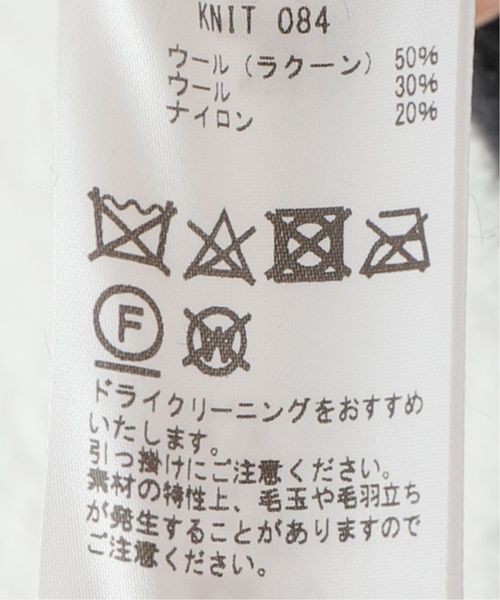 KNIT 084
ウール（ラクーン） 50%
ウール 30%
ナイロン 20%
F
W
ドライクリーニングをおすすめ
いたします。
引っ掛けにご注意ください。
素材の特性上、毛玉や毛羽立ち
が発生することがありますので
ご注意ください。